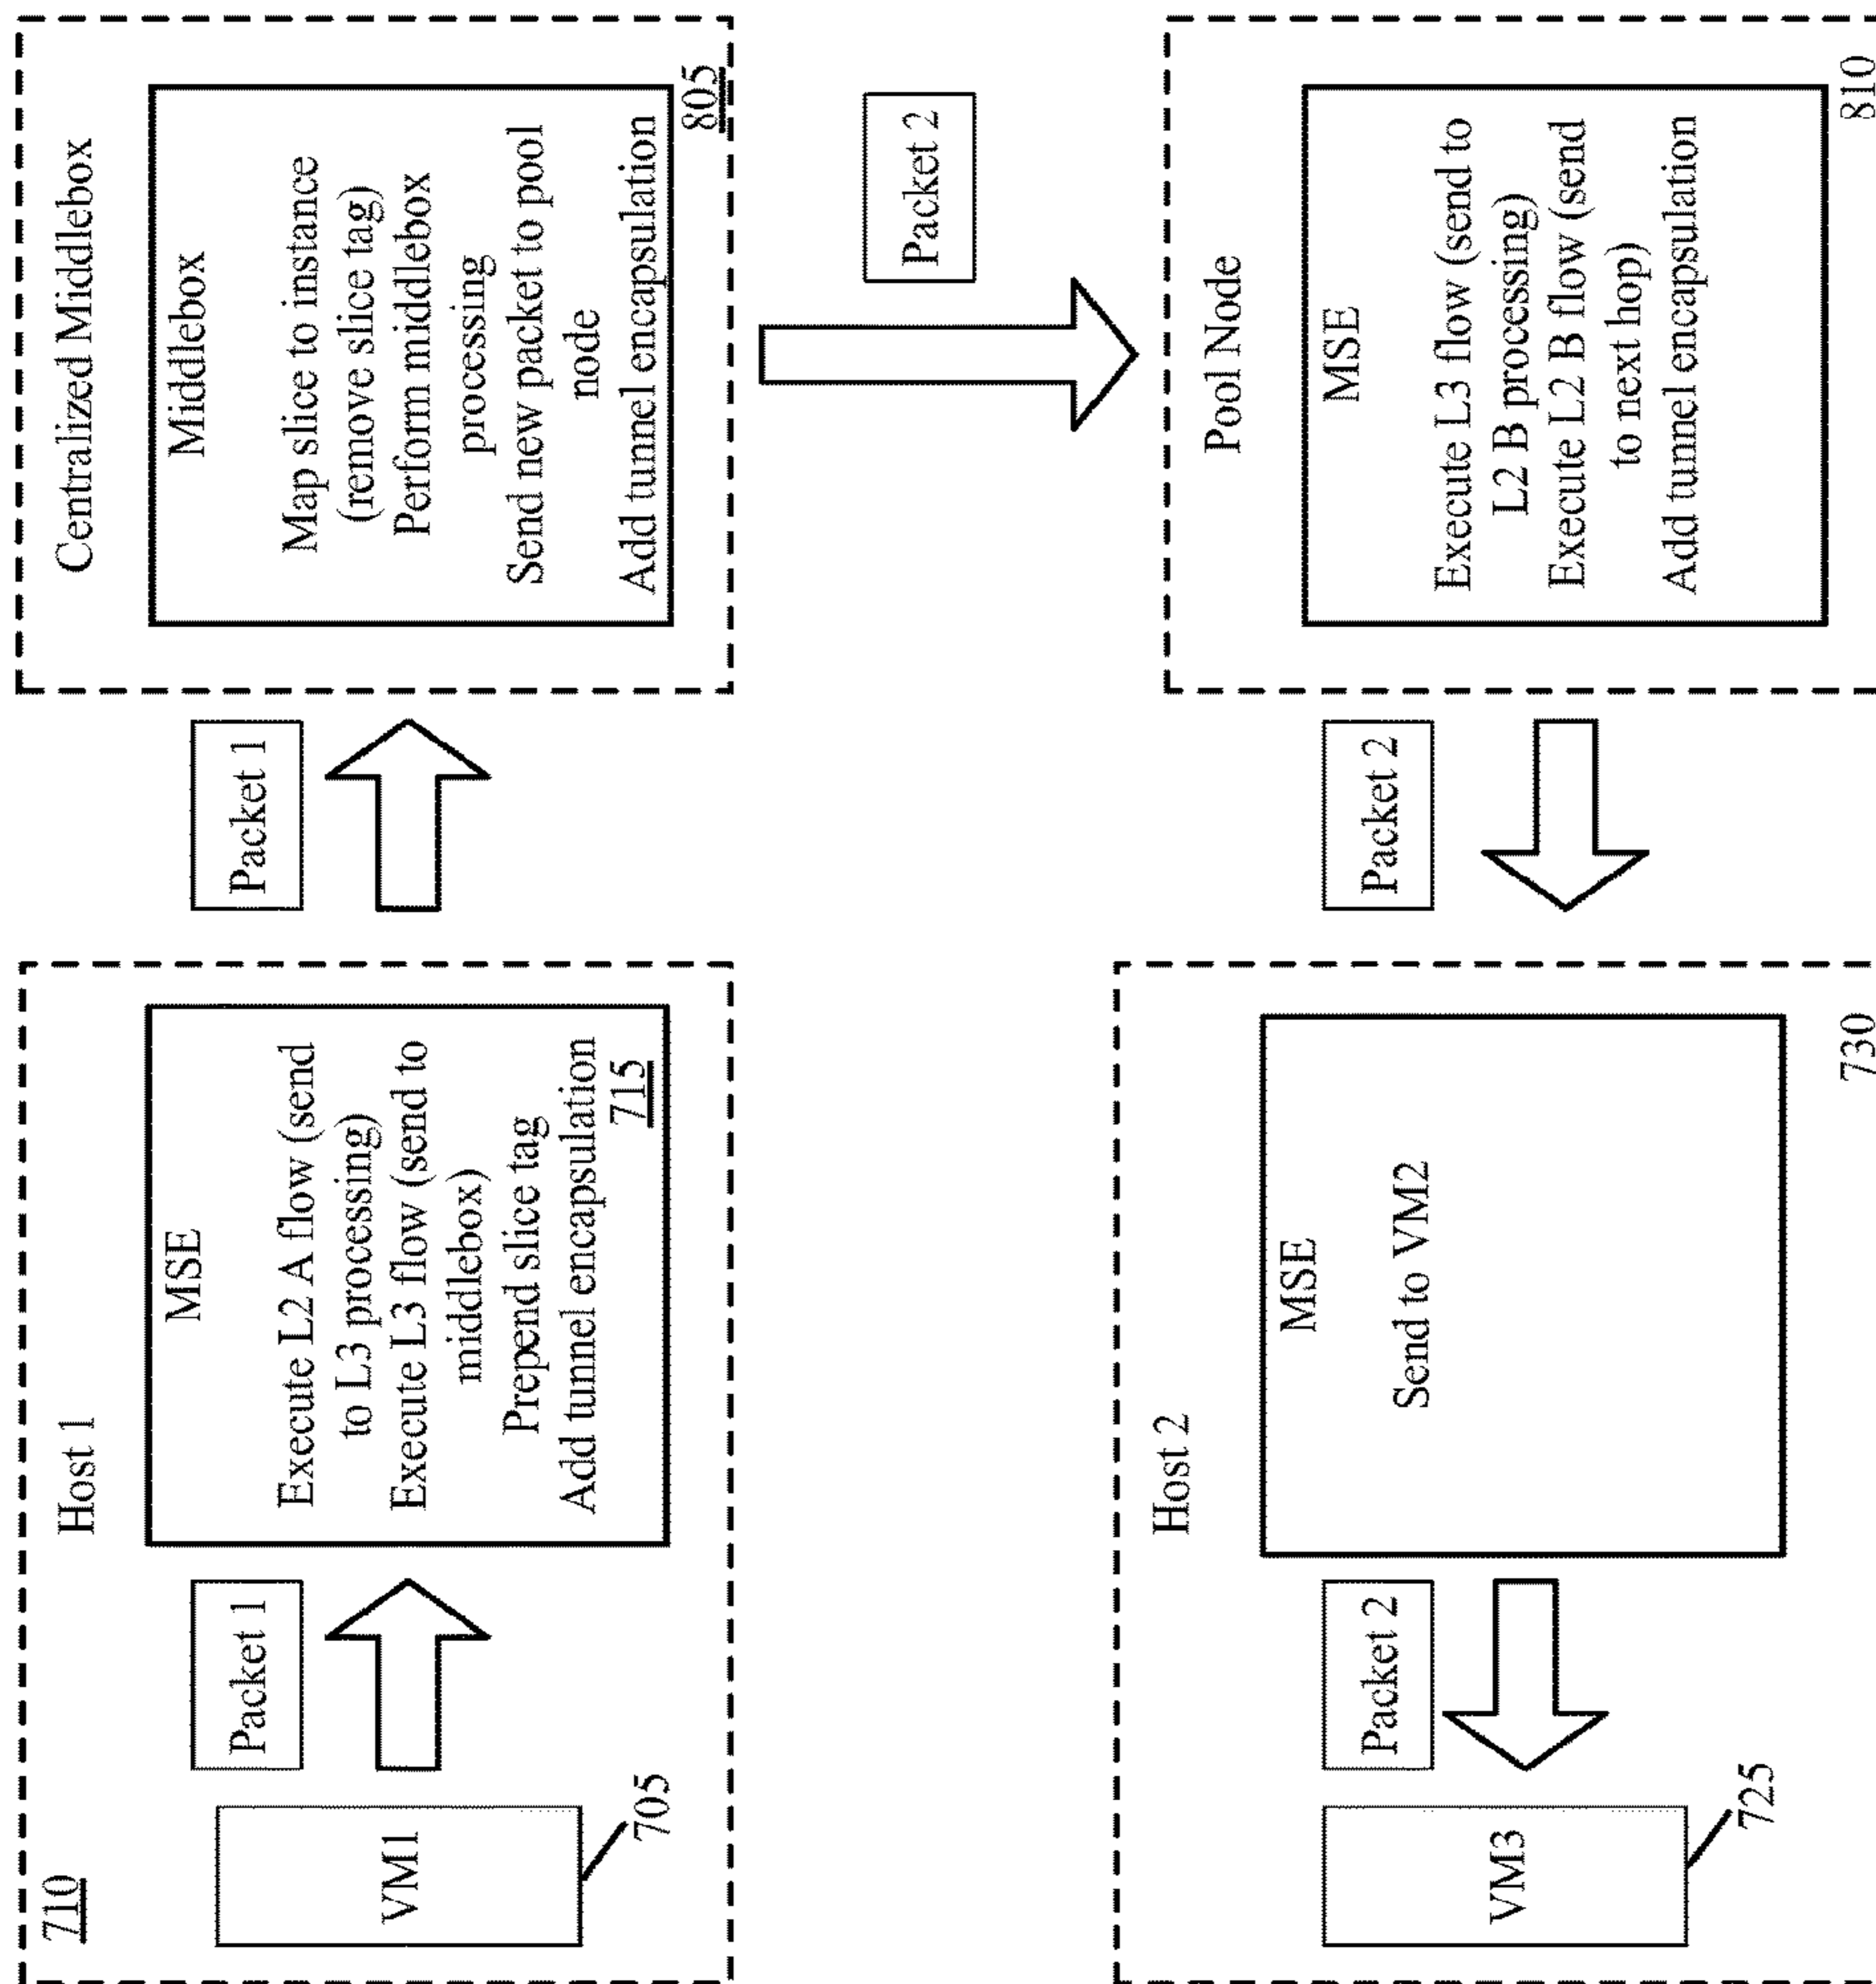 710
Host 1
VM1
705
Packet 1
MSE
Execute L2 A flow (send
to L3 processing)
Execute L3 flow (send to
middlebox)
Prepend slice tag
Add tunnel encapsulation
715
Packet 1
Centralized Middlebox
Middlebox
Map slice to instance
(remove slice tag)
Perform middlebox
processing
Send new packet to pool
node
Add tunnel encapsulation
805
Packet 2
Pool Node
MSE
Execute L3 flow (send to
L2 B processing)
Execute L2 B flow (send
to next hop)
Add tunnel encapsulation
810
Packet 2
Host 2
MSE
Send to VM2
730
Packet 2
VM3
725